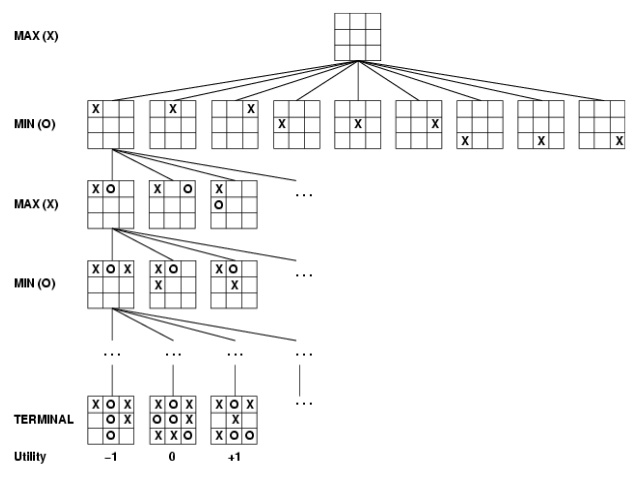 MAX (X)
MIN (O)
X X X X X X X X X
MAX (X)
X O X O X
O
...
MIN (O)
X O X X O X O
X X
...
... ... ... ...
X O X X O X X O X
TERMINAL
O X O O X X
O X X O X O O
...
Utility
–1 0 +1